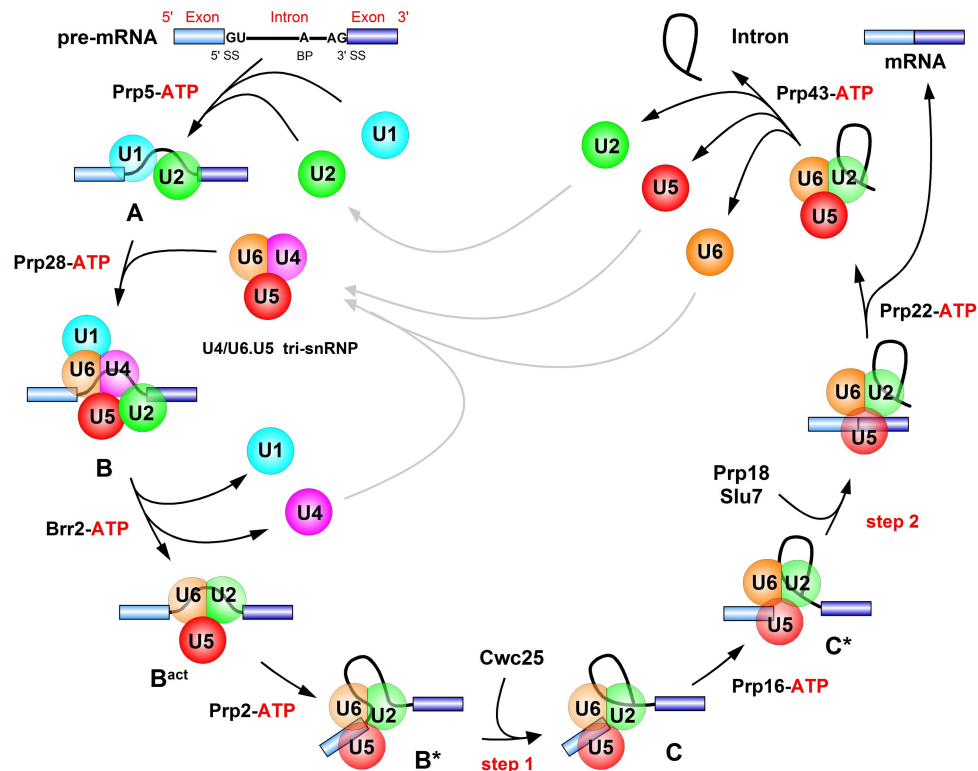 5' Exon Intron Exon 3'
pre-mRNA GU A AG
5' SS BP 3' SS
Prp5-ATP
U1
U2
U1
U2
A
Prp28-ATP
U6 U4
U5
U4/U6.U5 tri-snRNP
U1
U6 U4
U5 U2
B
U1
U4
Brr2-ATP
U6 U2
U5
Bact
Prp2-ATP
U6 U2
U5
B*
Cwc25
step 1
U6 U2
U5
C
Prp16-ATP
U6 U2
U5
C*
Prp18
Slu7
step 2
U6 U2
U5
Prp22-ATP
mRNA
U6 U2
U5
Prp43-ATP
Intron
U2
U5
U6